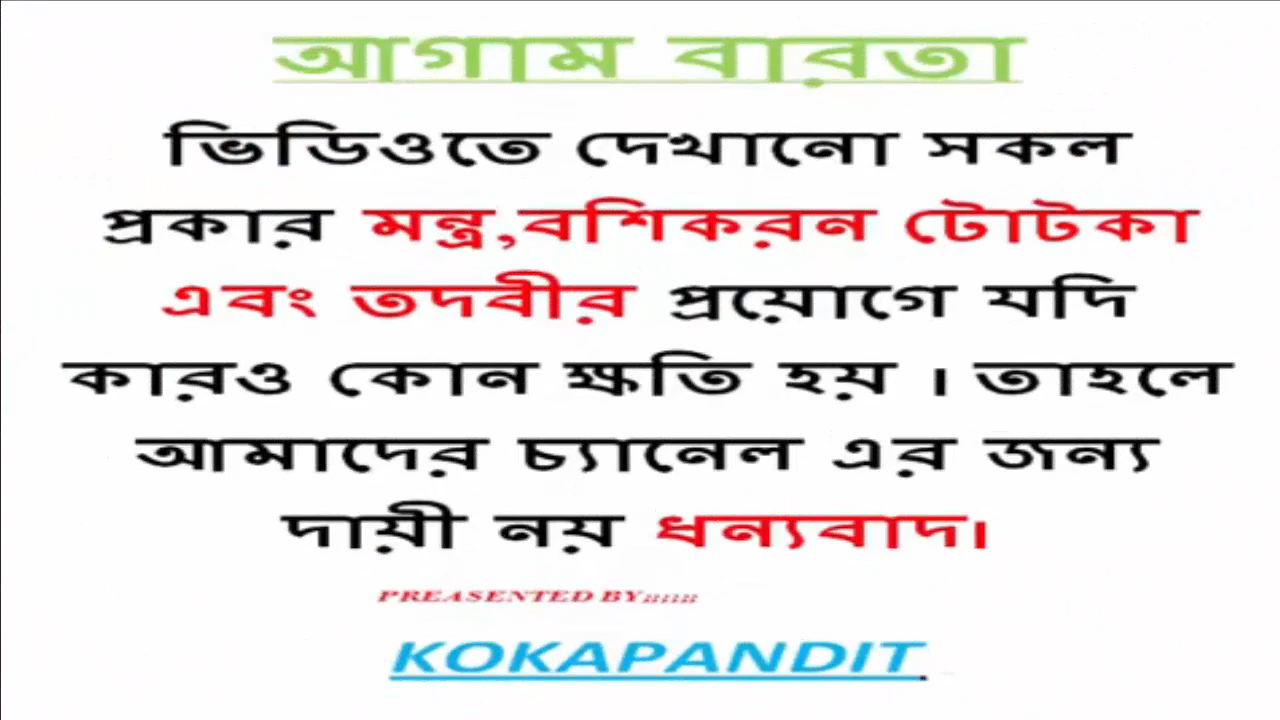 আগাম বারতা
ভিডিওতে দেখানো সকল
প্রকার মন্ত্র,বশিকরন টোটকা
এবং তদবীর প্রয়োগে যদি
কারও কোন ক্ষতি হয় । তাহলে
আমাদের চ্যানেল এর জন্য
দায়ী নয় ধন্যবাদ।
PREASENTED BY;;;;;;
KOKAPANDIT.